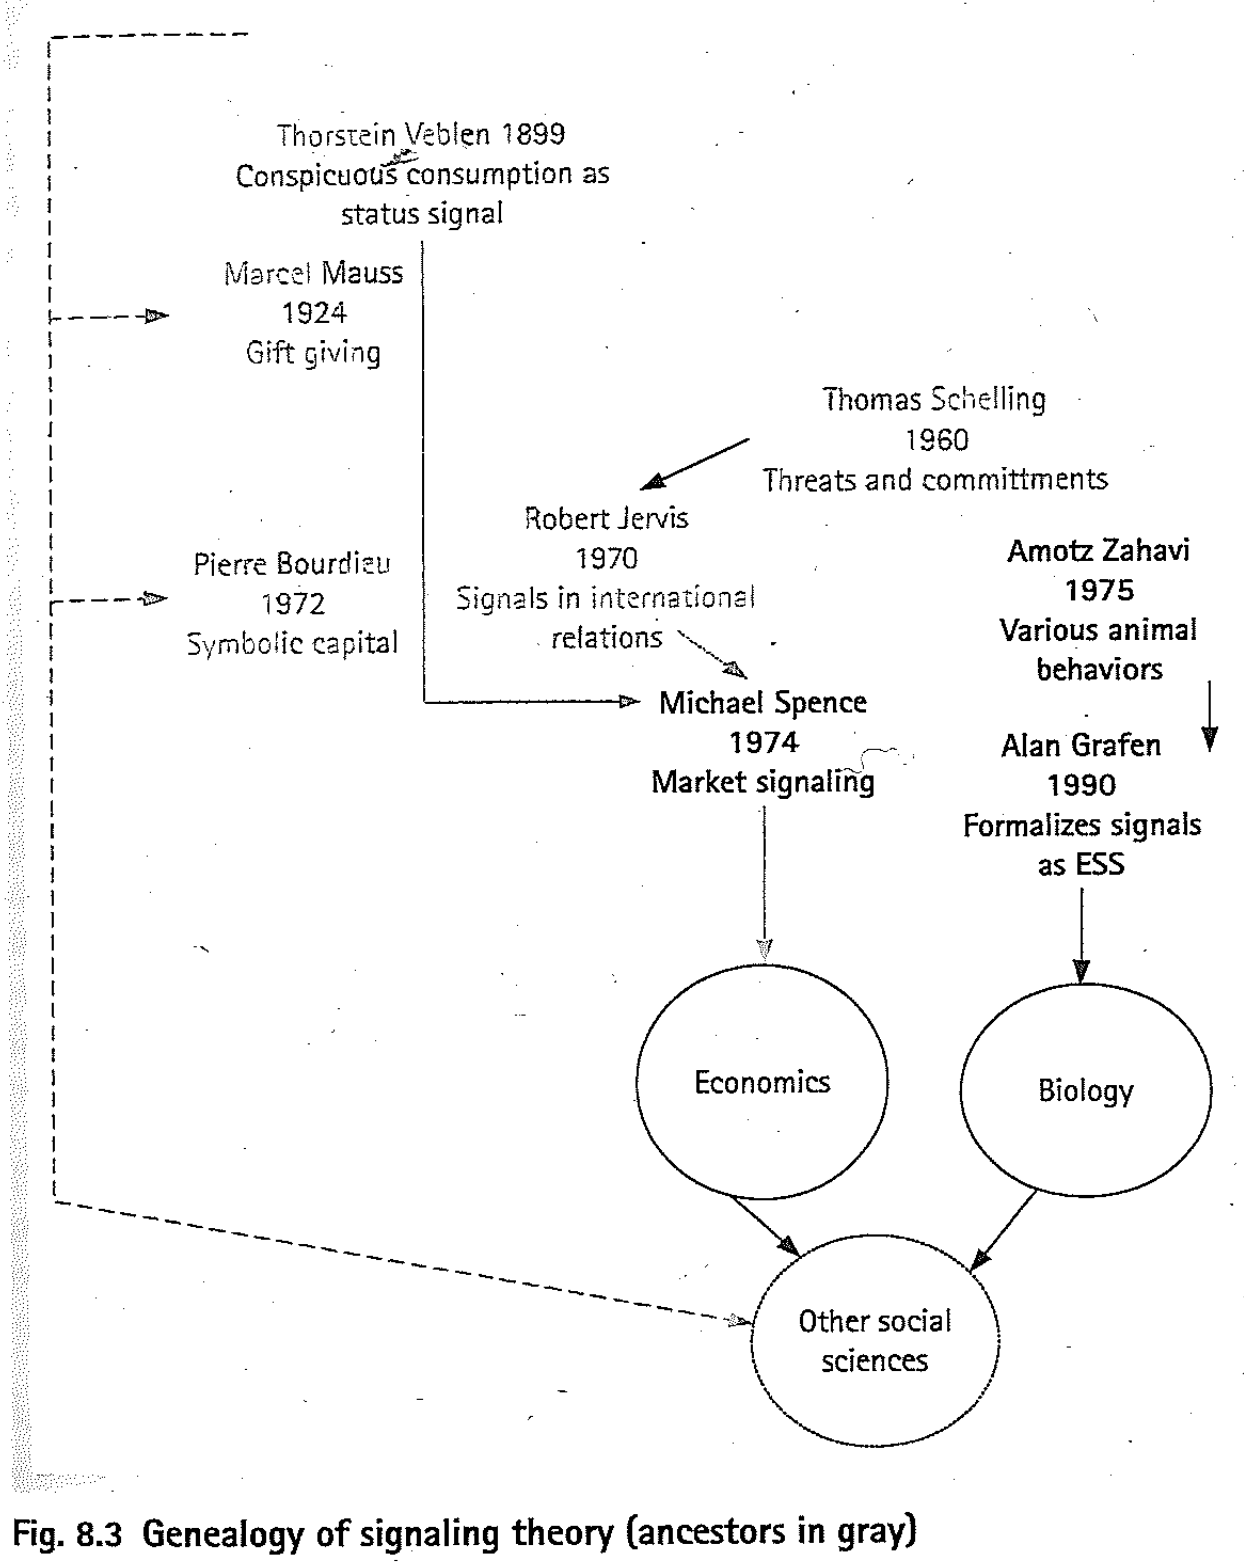 Thorstein Veblen 1899
Conspicuous consumption as
status signal
Marcel Mauss
1924
Gift giving
Thomas Schelling
1960
Threats and committments
Robert Jervis
1970
Signals in international
relations
Amotz Zahavi
1975
Various animal
behaviors
Pierre Bourdieu
1972
Symbolic capital
Michael Spence
1974
Market signaling
Alan Grafen
1990
Formalizes signals
as ESS
Economics
Biology
Other social
sciences
Fig. 8.3 Genealogy of signaling theory (ancestors in gray)